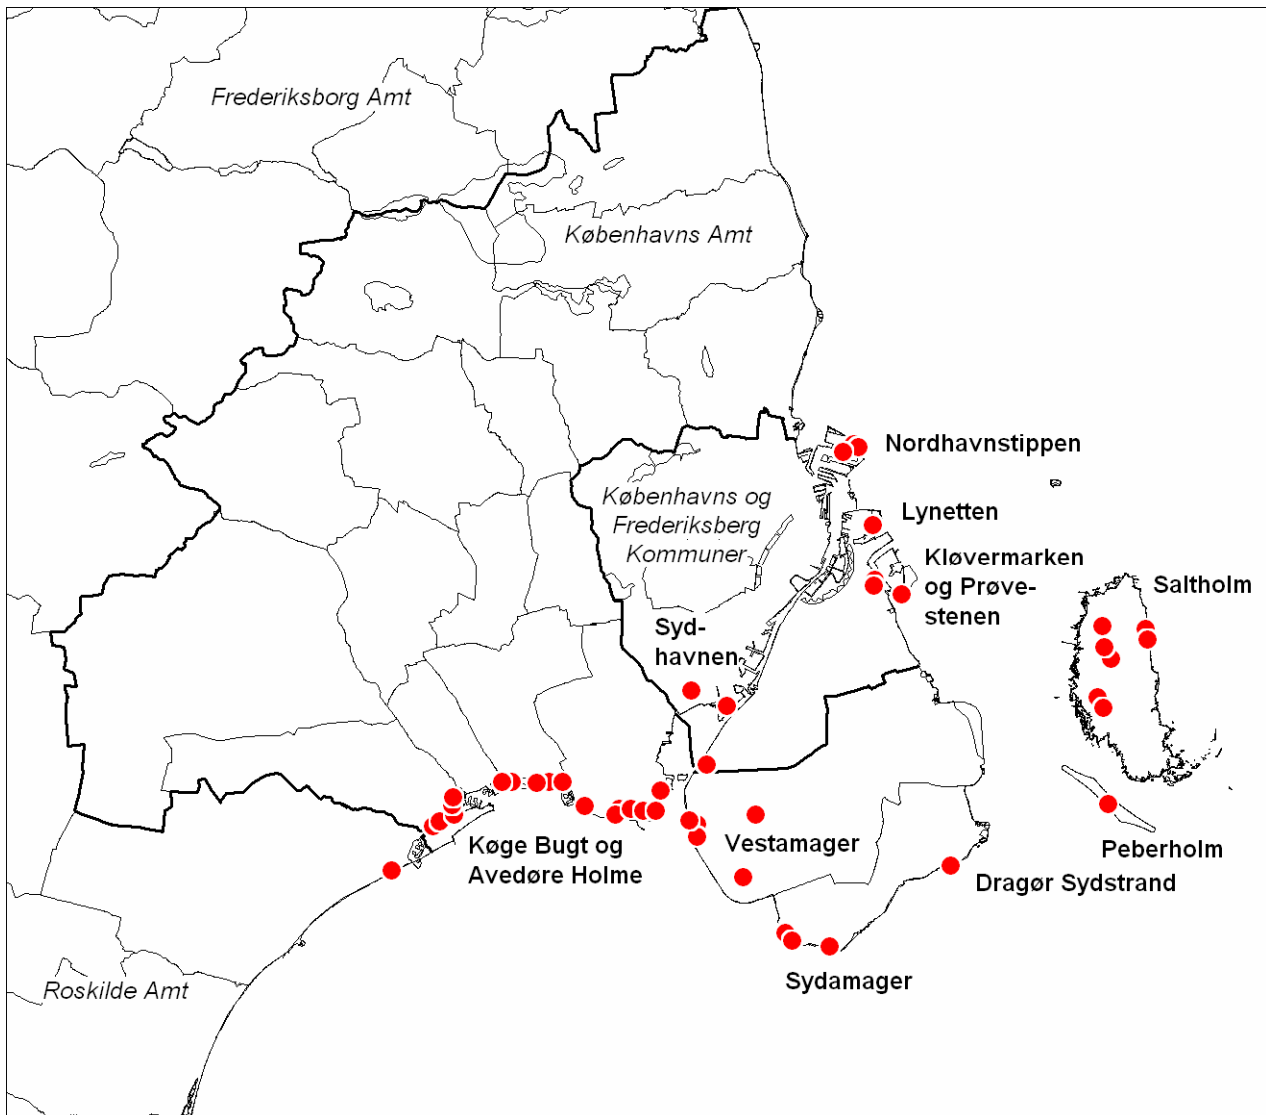 Frederiksborg Amt
Københavns Amt
Nordhavnstippen
Københavns og
Frederiksberg
Kommuner
Lynetten
Kløvermarken
og Prøve-
stenen
Saltholm
Syd-
havnen
Køge Bugt og
Avedøre Holme
Vestamager
Peberholm
Dragør Sydstrand
Sydamager
Roskilde Amt